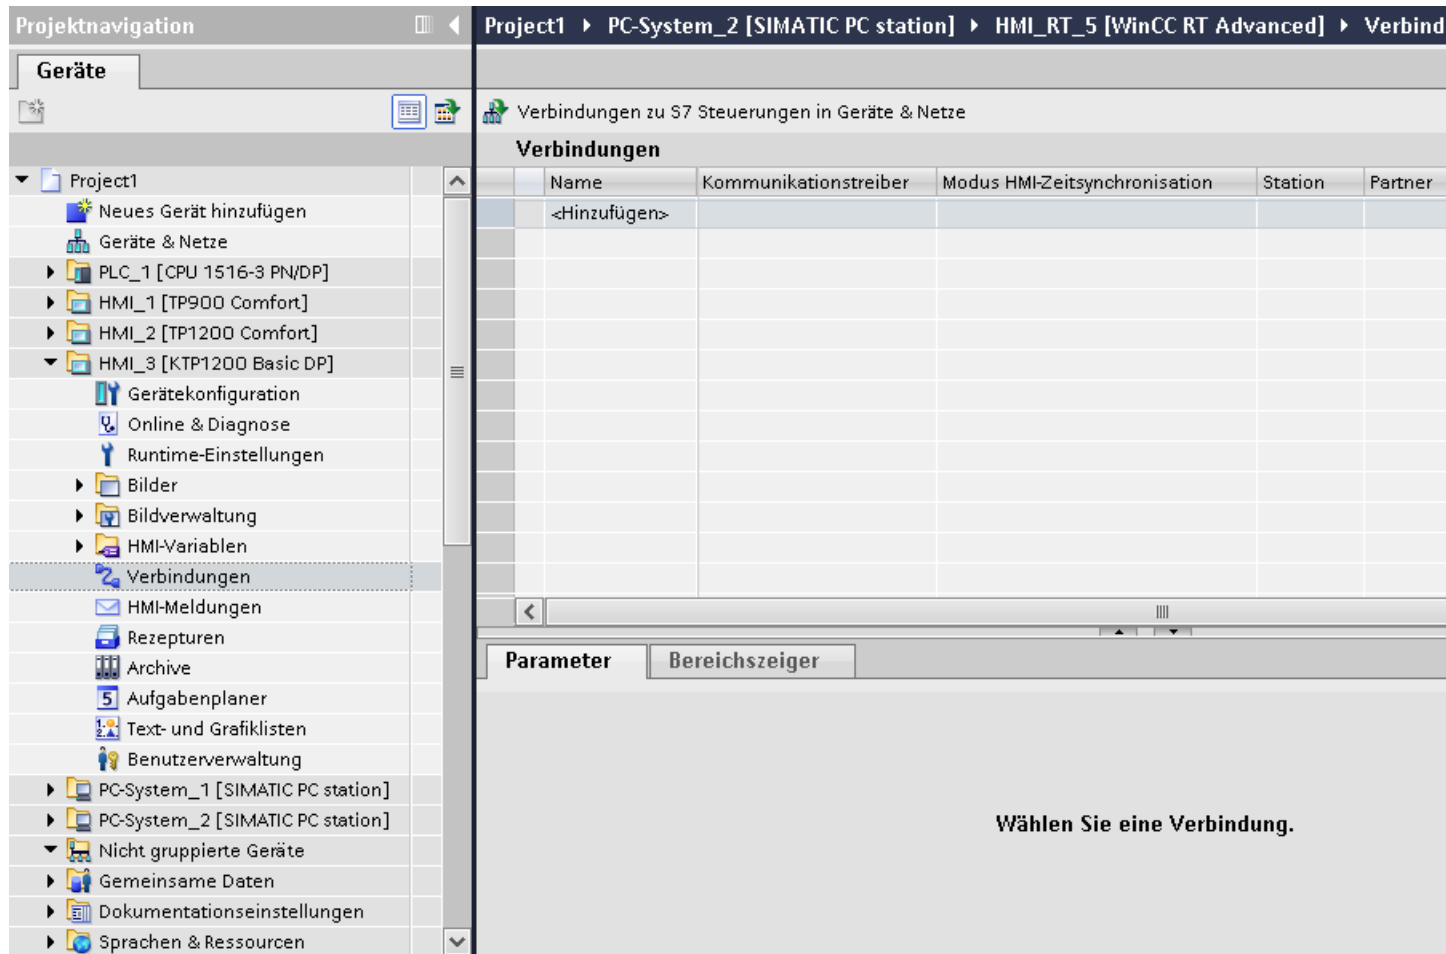 Projektnavigation
Geräte
Project1
Neues Gerät hinzufügen
Geräte & Netze
PLC_1 [CPU 1516-3 PN/DP]
HMI_1 [TP900 Comfort]
HMI_2 [TP1200 Comfort]
HMI_3 [KTP1200 Basic DP]
Gerätekonfiguration
Online & Diagnose
Runtime-Einstellungen
Bilder
Bildverwaltung
HMI-Variablen
Verbindungen
HMI-Meldungen
Rezepturen
Archive
Aufgabenplaner
Text- und Grafiklisten
Benutzerverwaltung
PC-System_1 [SIMATIC PC station]
PC-System_2 [SIMATIC PC station]
Nicht gruppierte Geräte
Gemeinsame Daten
Dokumentationseinstellungen
Sprachen & Ressourcen
Project1 PC-System_2 [SIMATIC PC station] HMI_RT_5 [WinCC RT Advanced] Verbind
Verbindungen zu S7 Steuerungen in Geräte & Netze
Verbindungen
Name Kommunikationstreiber Modus HMI-Zeitsynchronisation Station Partner
<Hinzufügen>
Parameter Bereichszeiger
Wählen Sie eine Verbindung.